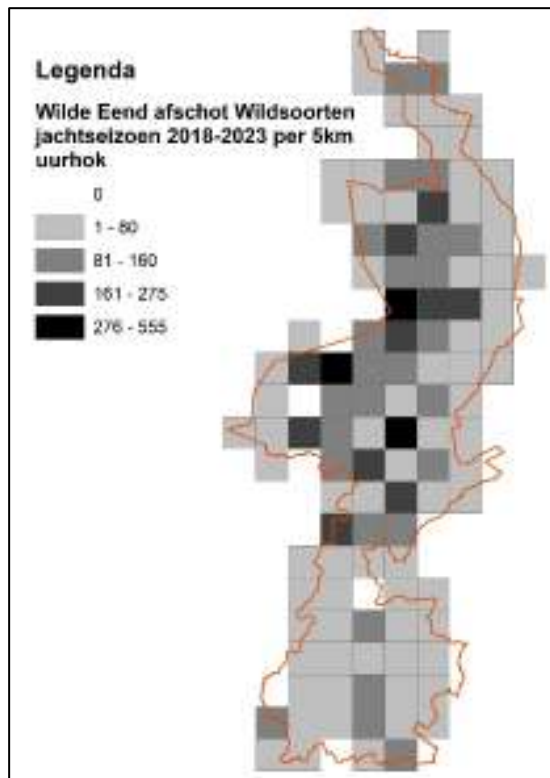 Legenda
Wilde Eend afschot Wildsoorten
jachtseizoen 2018-2023 per 5km
uurhok
0
1 - 80
81 - 160
161 - 275
276 - 555